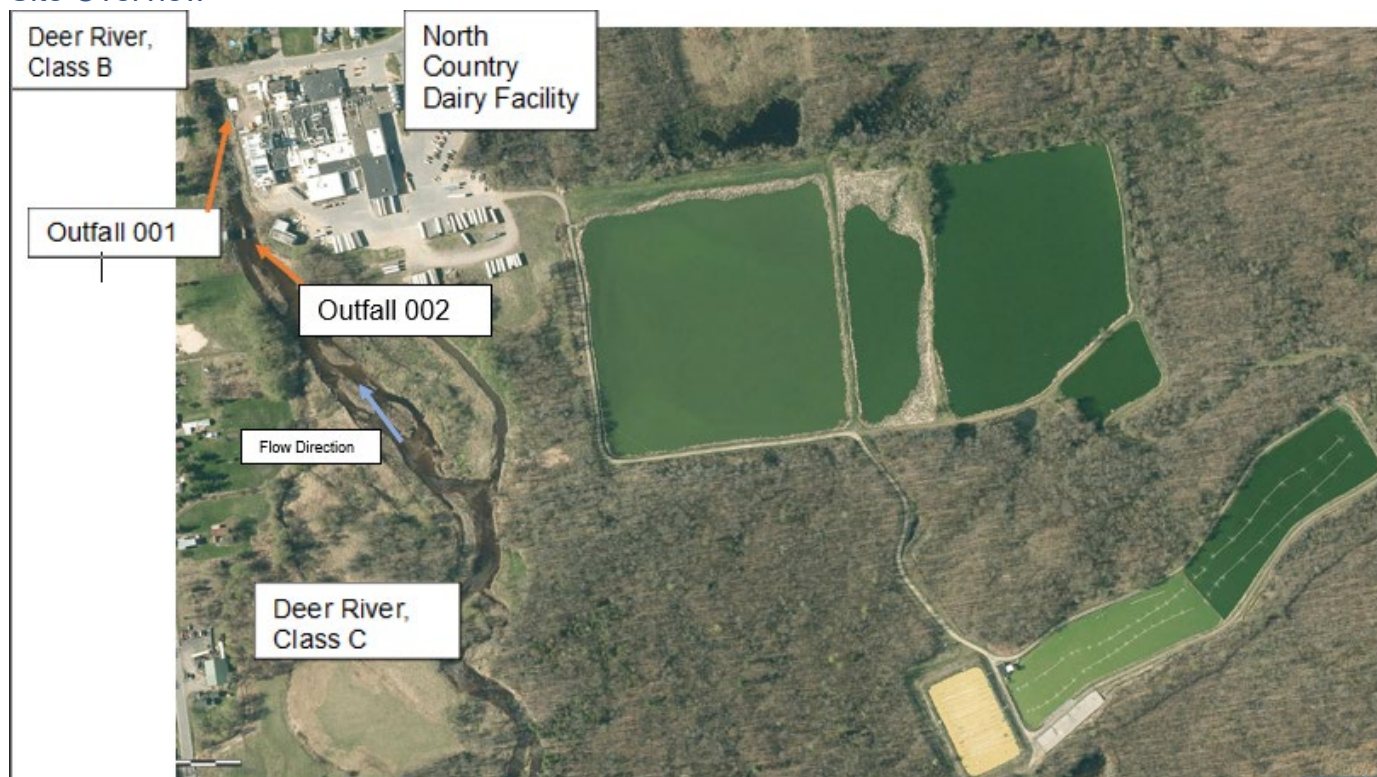 Deer River,
Class B
North
Country
Dairy Facility
Outfall 001
Outfall 002
Flow Direction
Deer River,
Class C